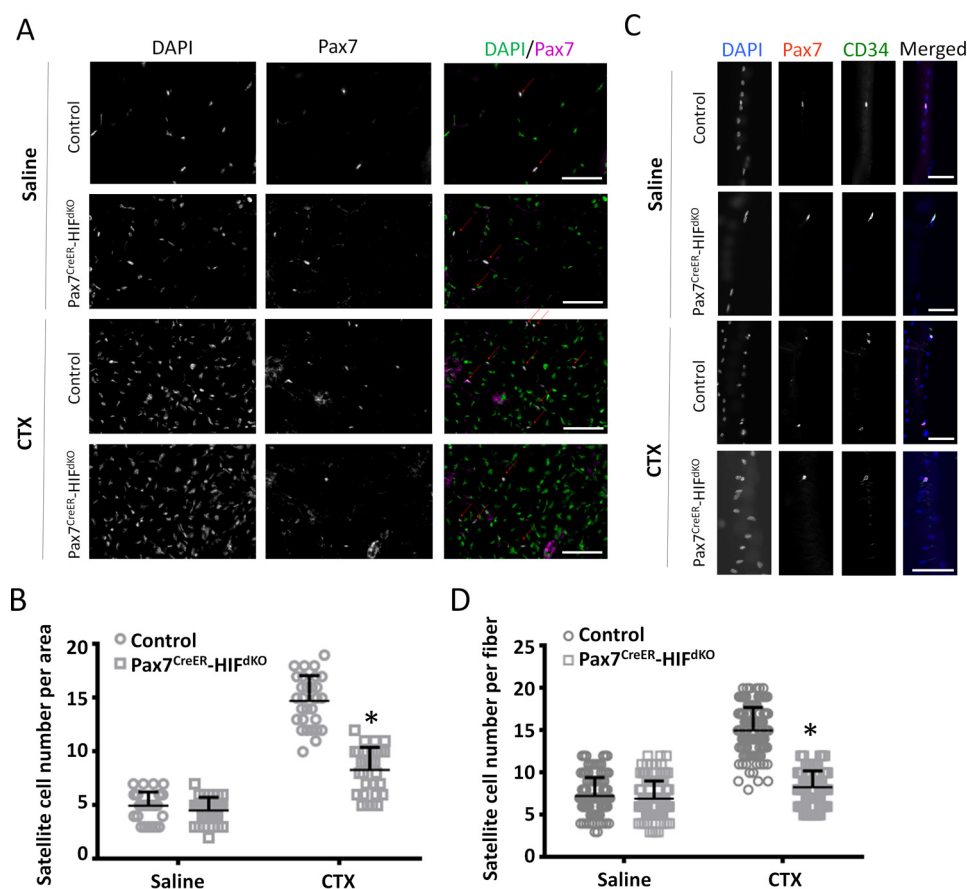 A
DAPI
Pax7
DAPI/Pax7
Saline
Control
Pax7CreER-HIFdKO
CTX
Control
Pax7CreER-HIFdKO
C
DAPI
Pax7
CD34
Merged
Saline
Control
Pax7CreER-HIFdKO
CTX
Control
Pax7CreER-HIFdKO
B
Satellite cell number per area
Control
Pax7CreER-HIFdKO
20
15
10
5
0
*
Saline
CTX
D
Satellite cell number per fiber
Control
Pax7CreER-HIFdKO
25
20
15
10
5
0
*
Saline
CTX